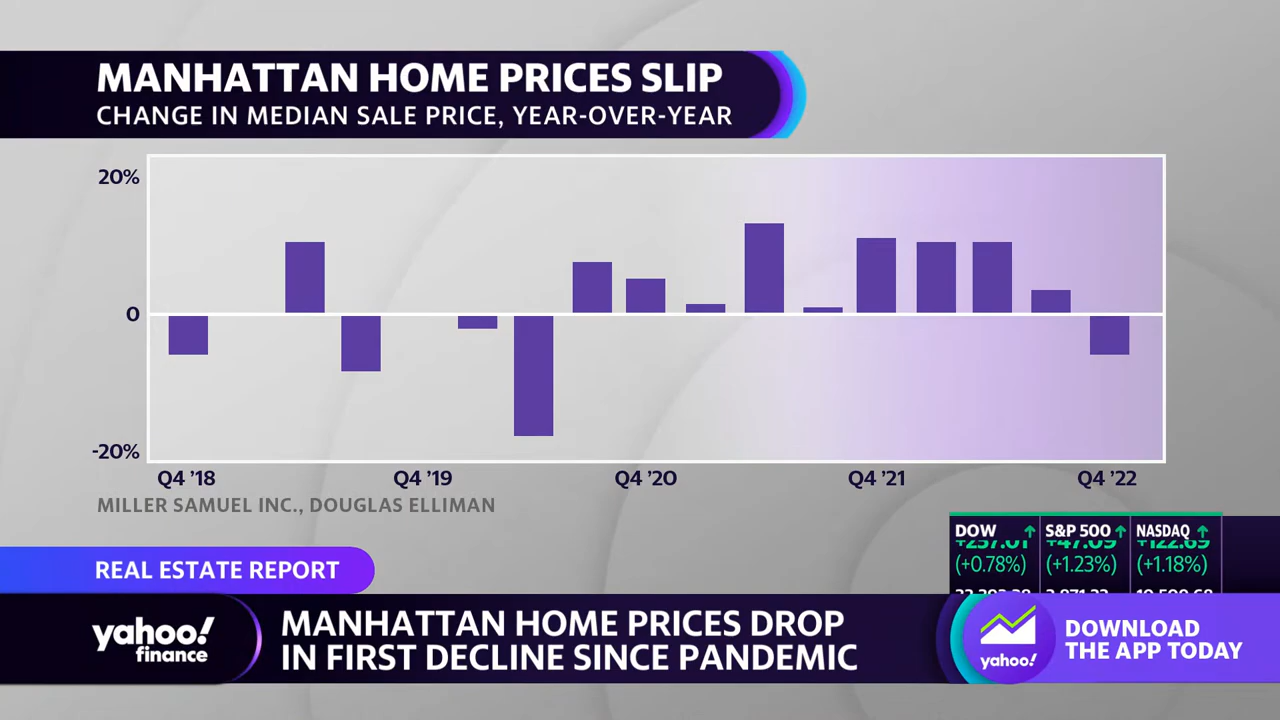 MANHATTAN HOME PRICES SLIP
CHANGE IN MEDIAN SALE PRICE, YEAR-OVER-YEAR
20%
0
-20%
Q4 ’18 Q4 ’19 Q4 ’20 Q4 ’21 Q4 ’22
MILLER SAMUEL INC., DOUGLAS ELLIMAN
DOW S&P 500 NASDAQ
(+0.78%) (+1.23%) (+1.18%)
REAL ESTATE REPORT
yahoo!
finance
MANHATTAN HOME PRICES DROP
IN FIRST DECLINE SINCE PANDEMIC
yahoo!
DOWNLOAD
THE APP TODAY